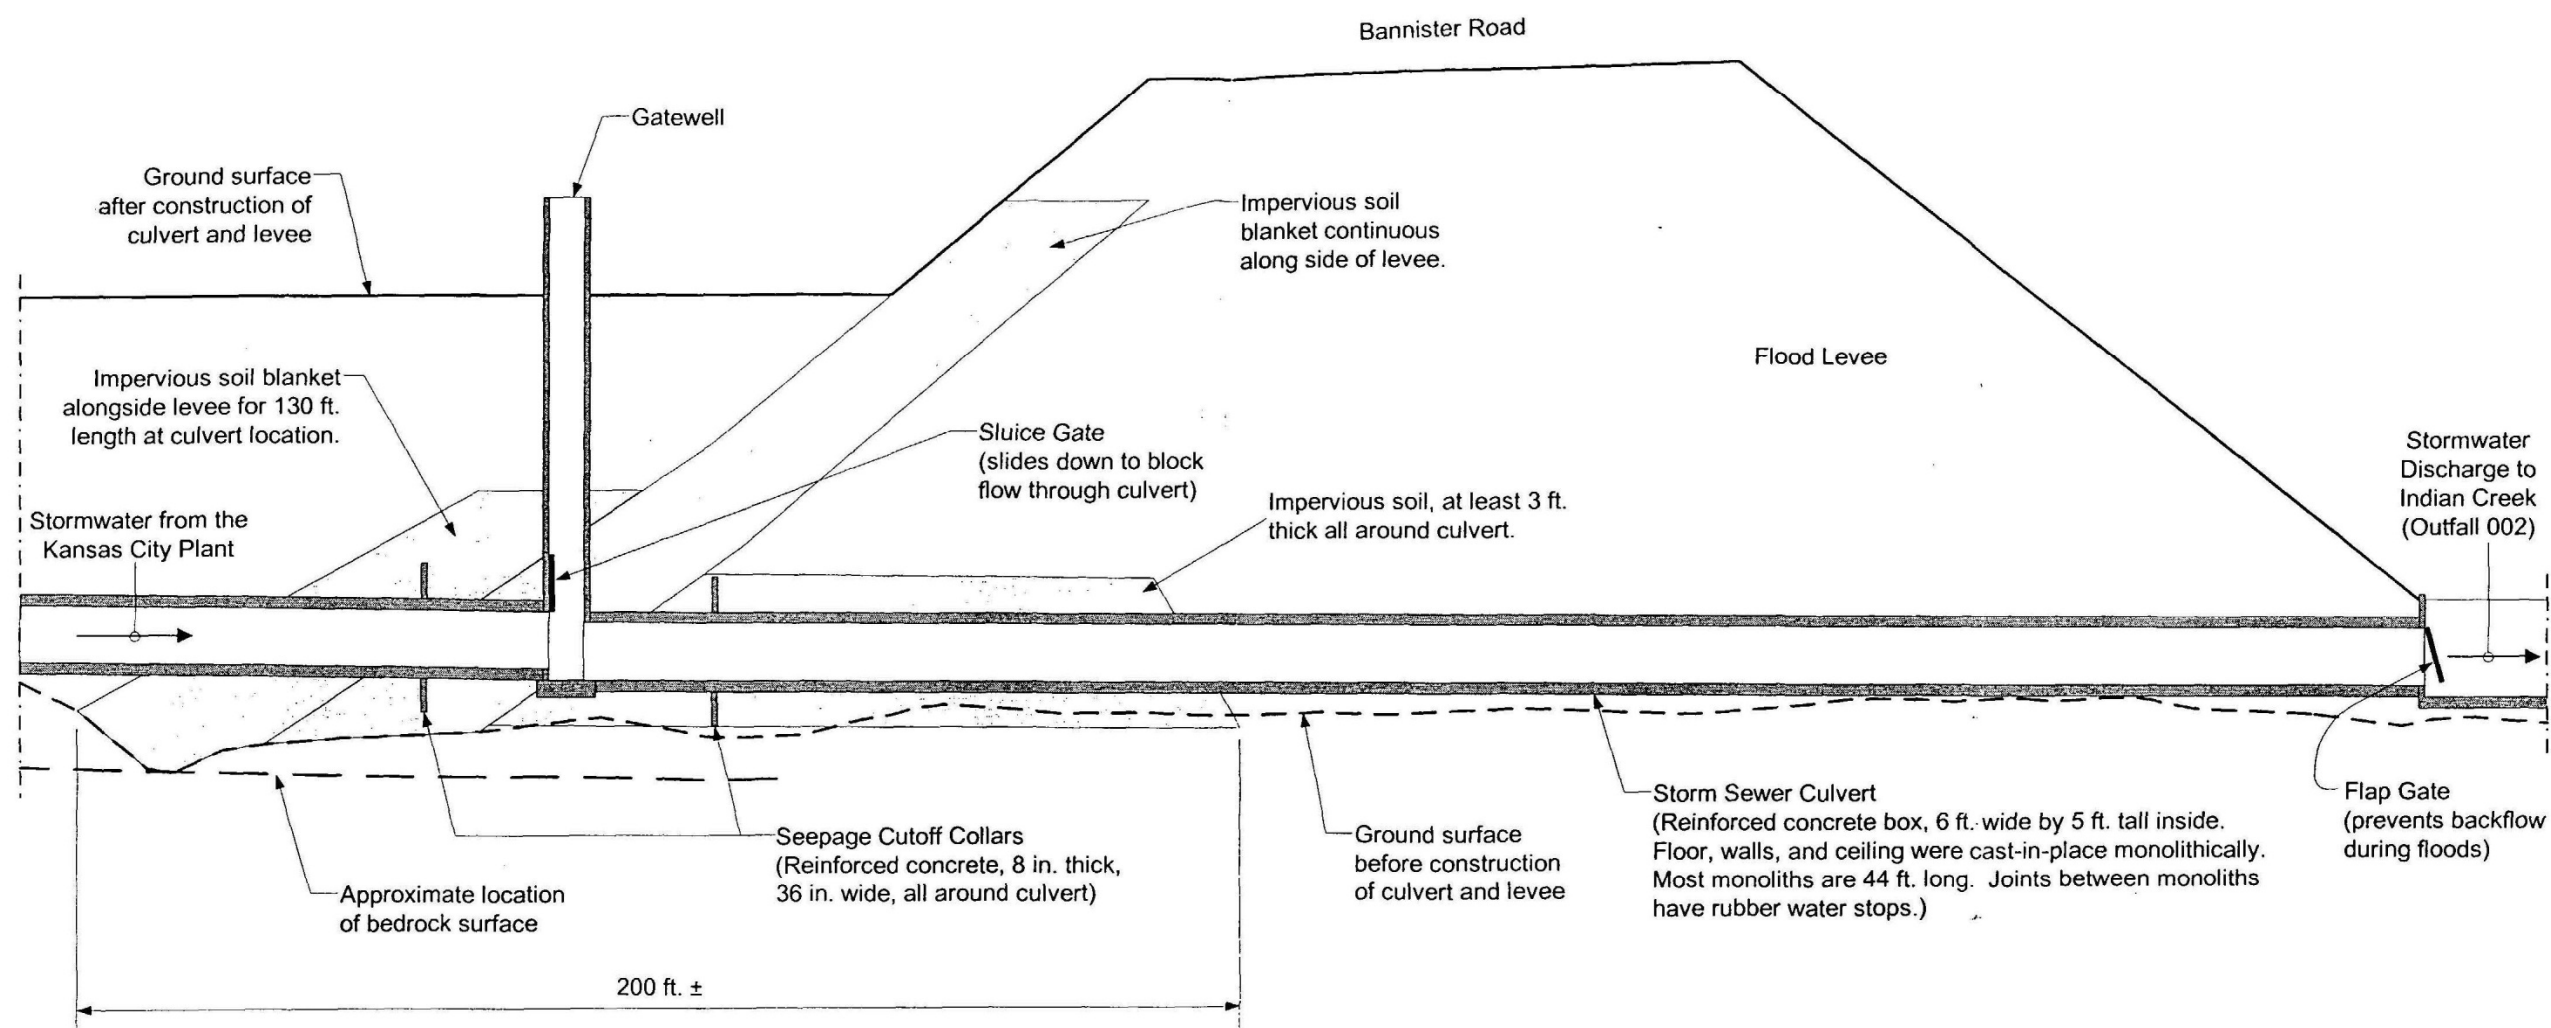 Bannister Road
Gatewell
Ground surface
after construction of
culvert and levee
Impervious soil
blanket continuous
along side of levee.
Flood Levee
Impervious soil blanket
alongside levee for 130 ft.
length at culvert location.
Sluice Gate
(slides down to block
flow through culvert)
Stormwater
Discharge to
Indian Creek
(Outfall 002)
Stormwater from the
Kansas City Plant
Impervious soil, at least 3 ft.
thick all around culvert.
Seepage Cutoff Collars
(Reinforced concrete, 8 in. thick,
36 in. wide, all around culvert)
Approximate location
of bedrock surface
Ground surface
before construction
of culvert and levee
Storm Sewer Culvert
(Reinforced concrete box, 6 ft. wide by 5 ft. tall inside.
Floor, walls, and ceiling were cast-in-place monolithically.
Most monoliths are 44 ft. long. Joints between monoliths
have rubber water stops.)
Flap Gate
(prevents backflow
during floods)
200 ft. ±